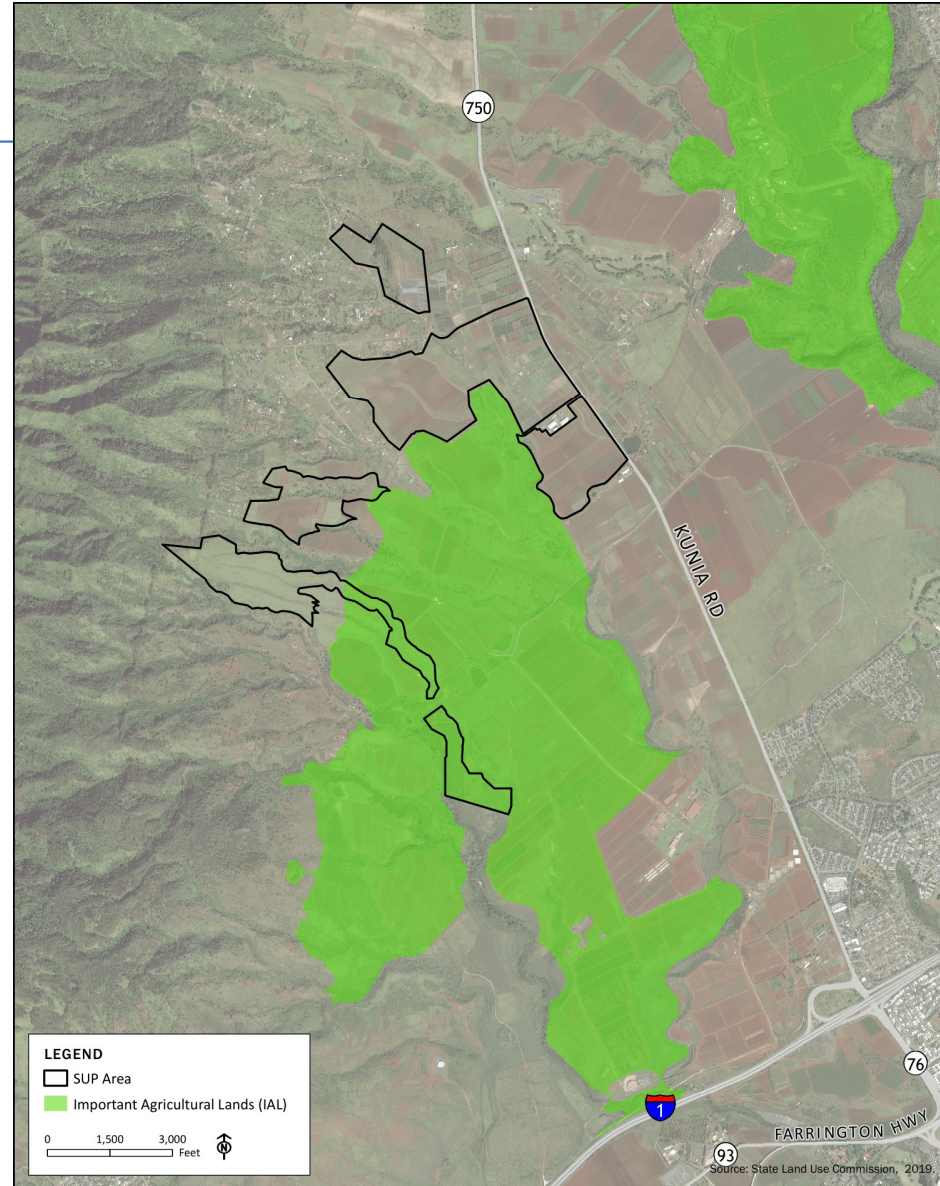 750
KUNIA RD
LEGEND
SUP Area
Important Agricultural Lands (IAL)
0 1,500 3,000
Feet
N
1
76
FARRINGTON HWY
93
Source: State Land Use Commission, 2019.